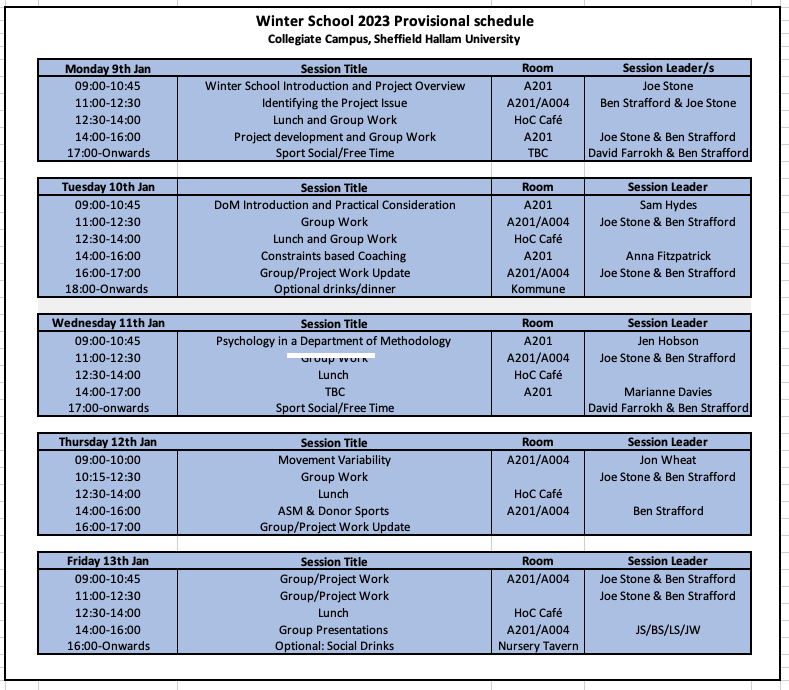 Winter School 2023 Provisional schedule
Collegiate Campus, Sheffield Hallam University
Monday 9th Jan Session Title Room Session Leader/s
09:00-10:45 Winter School Introduction and Project Overview A201 Joe Stone
11:00-12:30 Identifying the Project Issue A201/A004 Ben Strafford & Joe Stone
12:30-14:00 Lunch and Group Work HoC Café
14:00-16:00 Project development and Group Work A201 Joe Stone & Ben Strafford
17:00-Onwards Sport Social/Free Time TBC David Farrokh & Ben Strafford
Tuesday 10th Jan Session Title Room Session Leader
09:00-10:45 DoM Introduction and Practical Consideration A201 Sam Hydes
11:00-12:30 Group Work A201/A004 Joe Stone & Ben Strafford
12:30-14:00 Lunch and Group Work HoC Café
14:00-16:00 Constraints based Coaching A201 Anna Fitzpatrick
16:00-17:00 Group/Project Work Update A201/A004 Joe Stone & Ben Strafford
18:00-Onwards Optional drinks/dinner Kommune
Wednesday 11th Jan Session Title Room Session Leader
09:00-10:45 Psychology in a Department of Methodology A201 Jen Hobson
11:00-12:30 Group Work A201/A004 Joe Stone & Ben Strafford
12:30-14:00 Lunch HoC Café
14:00-17:00 TBC A201 Marianne Davies
17:00-onwards Sport Social/Free Time David Farrokh & Ben Strafford
Thursday 12th Jan Session Title Room Session Leader
09:00-10:00 Movement Variability A201/A004 Jon Wheat
10:15-12:30 Group Work Joe Stone & Ben Strafford
12:30-14:00 Lunch HoC Café
14:00-16:00 ASM & Donor Sports A201/A004 Ben Strafford
16:00-17:00 Group/Project Work Update
Friday 13th Jan Session Title Room Session Leader
09:00-10:45 Group/Project Work A201/A004 Joe Stone & Ben Strafford
11:00-12:30 Group/Project Work Joe Stone & Ben Strafford
12:30-14:00 Lunch HoC Café
14:00-16:00 Group Presentations A201/A004 JS/BS/LS/JW
16:00-Onwards Optional: Social Drinks Nursery Tavern